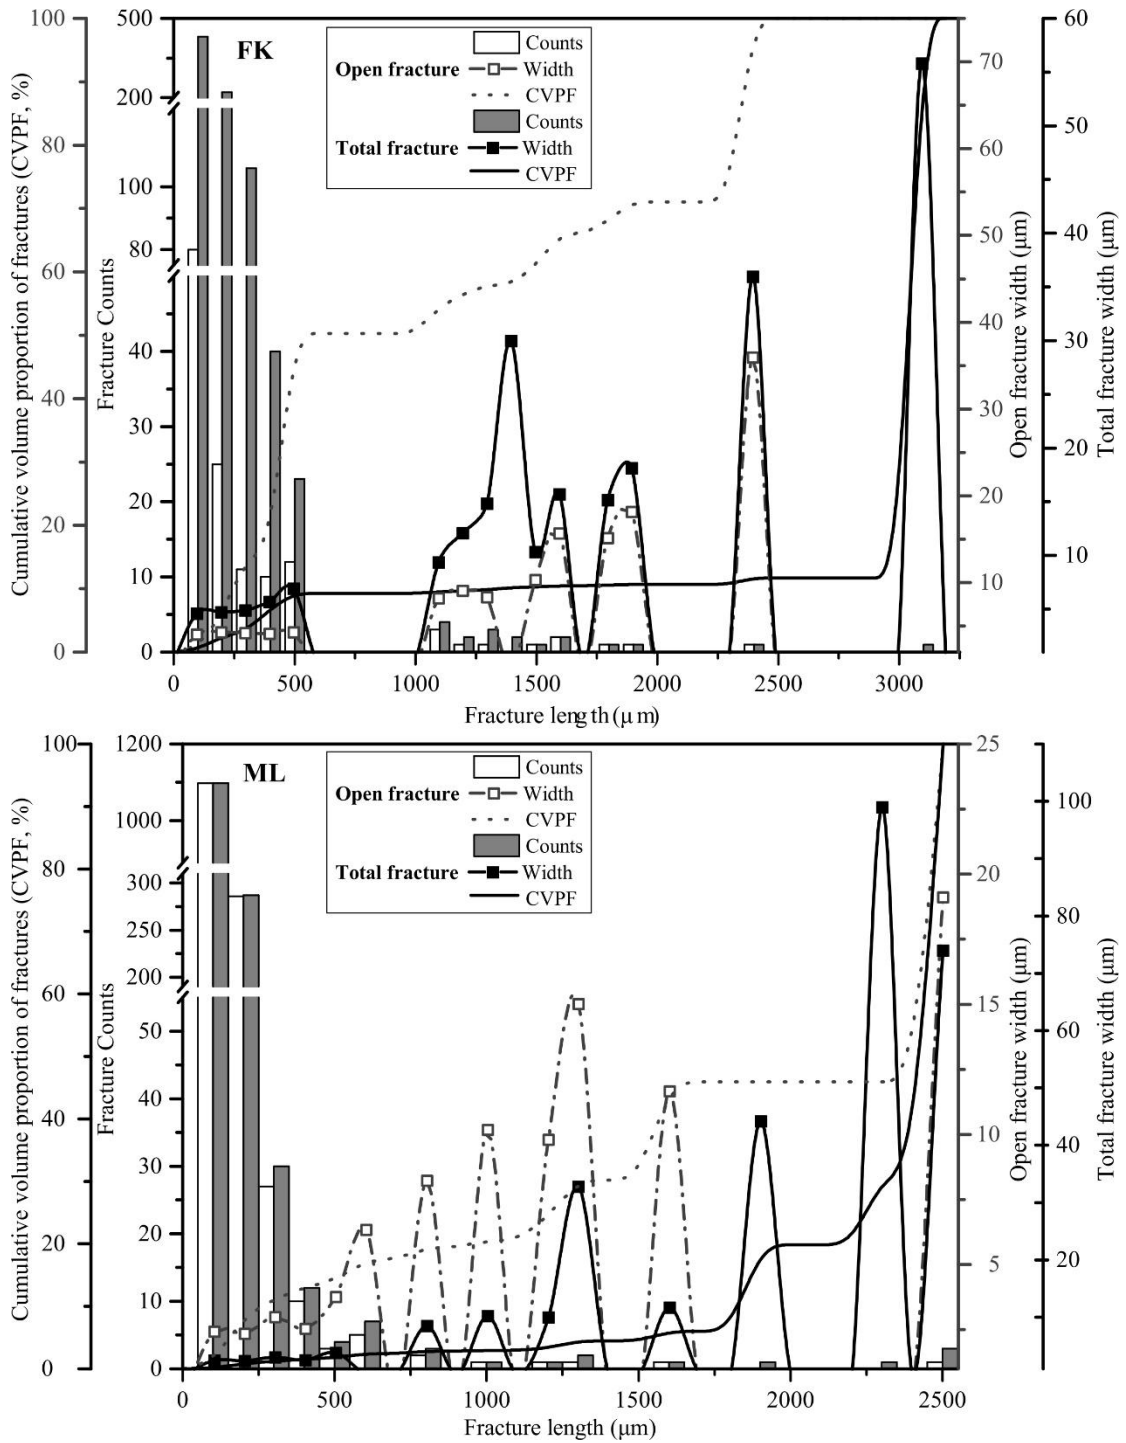 FK
Open fracture
Counts
Width
CVPF
Total fracture
Counts
Width
CVPF
Cumulative volume proportion of fractures (CVPF, %)
100
80
60
40
20
0
Fracture Counts
500
200
100
80
40
30
20
10
0
Open fracture width (μm)
70
60
50
40
30
20
10
Total fracture width (μm)
60
50
40
30
20
10
0 500 1000 1500 2000 2500 3000
Fracture length (μm)
ML
Open fracture
Counts
Width
CVPF
Total fracture
Counts
Width
CVPF
Cumulative volume proportion of fractures (CVPF, %)
100
80
60
40
20
0
Fracture Counts
1200
1000
300
250
200
50
40
30
20
10
0
Open fracture width (μm)
25
20
15
10
5
Total fracture width (μm)
100
80
60
40
20
0 500 1000 1500 2000 2500
Fracture length (μm)